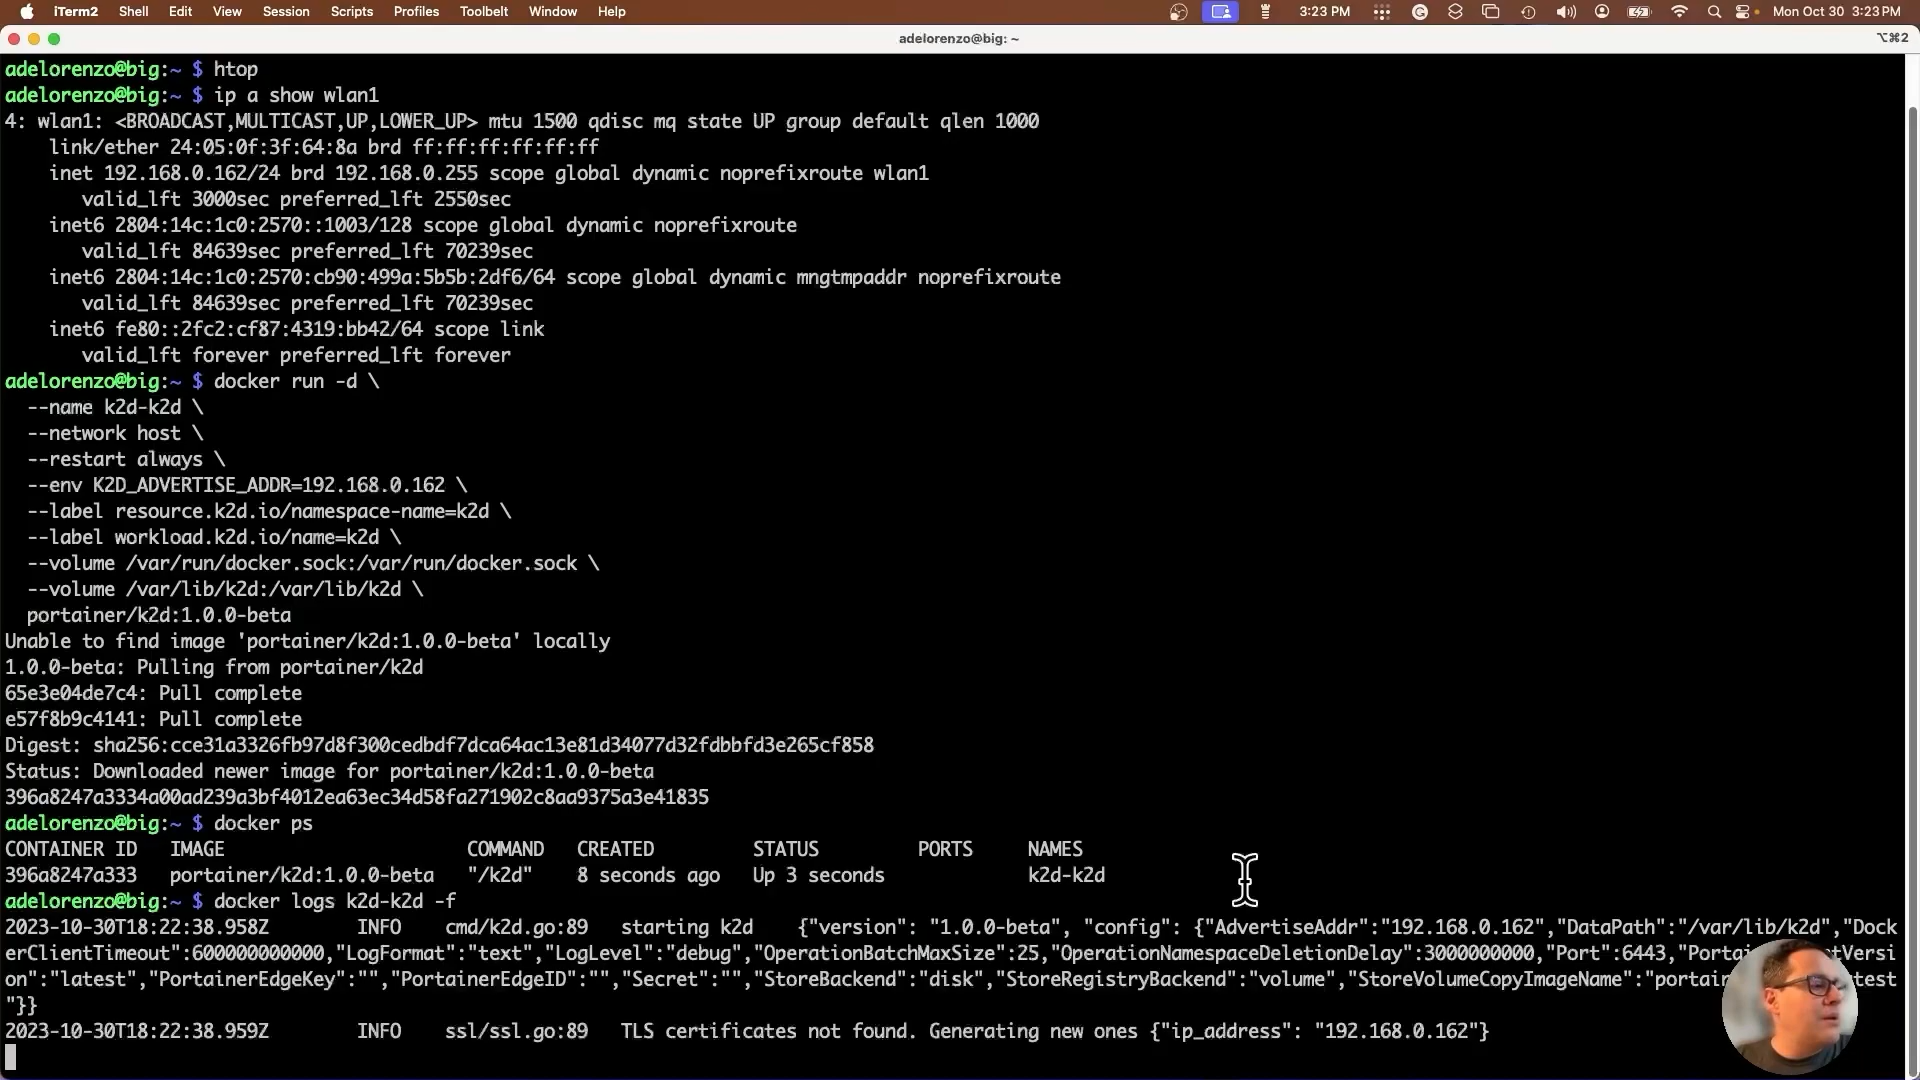 iTerm2 Shell Edit View Session Scripts Profiles Toolbelt Window Help 3:23 PM Mon Oct 30 3:23 PM
adelorenzo@big: ~ ⌥⌘2
adelorenzo@big:~ $ htop
adelorenzo@big:~ $ ip a show wlan1
4: wlan1: <BROADCAST,MULTICAST,UP,LOWER_UP> mtu 1500 qdisc mq state UP group default qlen 1000
    link/ether 24:05:0f:3f:64:8a brd ff:ff:ff:ff:ff:ff
    inet 192.168.0.162/24 brd 192.168.0.255 scope global dynamic noprefixroute wlan1
       valid_lft 3000sec preferred_lft 2550sec
    inet6 2804:14c:1c0:2570::1003/128 scope global dynamic noprefixroute
       valid_lft 84639sec preferred_lft 70239sec
    inet6 2804:14c:1c0:2570:cb90:499a:5b5b:2df6/64 scope global dynamic mngtmpaddr noprefixroute
       valid_lft 84639sec preferred_lft 70239sec
    inet6 fe80::2fc2:cf87:4319:bb42/64 scope link
       valid_lft forever preferred_lft forever
adelorenzo@big:~ $ docker run -d \
  --name k2d-k2d \
  --network host \
  --restart always \
  --env K2D_ADVERTISE_ADDR=192.168.0.162 \
  --label resource.k2d.io/namespace-name=k2d \
  --label workload.k2d.io/name=k2d \
  --volume /var/run/docker.sock:/var/run/docker.sock \
  --volume /var/lib/k2d:/var/lib/k2d \
  portainer/k2d:1.0.0-beta
Unable to find image 'portainer/k2d:1.0.0-beta' locally
1.0.0-beta: Pulling from portainer/k2d
65e3e04de7c4: Pull complete
e57f8b9c4141: Pull complete
Digest: sha256:cce31a3326fb97d8f300cedbdf7dca64ac13e81d34077d32fdbbfd3e265cf858
Status: Downloaded newer image for portainer/k2d:1.0.0-beta
396a8247a3334a00ad239a3bf4012ea63ec34d58fa271902c8aa9375a3e41835
adelorenzo@big:~ $ docker ps
CONTAINER ID   IMAGE                      COMMAND   CREATED         STATUS         PORTS     NAMES
396a8247a333   portainer/k2d:1.0.0-beta   "/k2d"    8 seconds ago   Up 3 seconds             k2d-k2d
adelorenzo@big:~ $ docker logs k2d-k2d -f
2023-10-30T18:22:38.958Z        INFO    cmd/k2d.go:89   starting k2d    {"version": "1.0.0-beta", "config": {"AdvertiseAddr":"192.168.0.162","DataPath":"/var/lib/k2d","Dock
erClientTimeout":600000000000,"LogFormat":"text","LogLevel":"debug","OperationBatchMaxSize":25,"OperationNamespaceDeletionDelay":3000000000,"Port":6443,"Portai tVersi
on":"latest","PortainerEdgeKey":"","PortainerEdgeID":"","Secret":"","StoreBackend":"disk","StoreRegistryBackend":"volume","StoreVolumeCopyImageName":"portai test
"}}
2023-10-30T18:22:38.959Z        INFO    ssl/ssl.go:89   TLS certificates not found. Generating new ones {"ip_address": "192.168.0.162"}